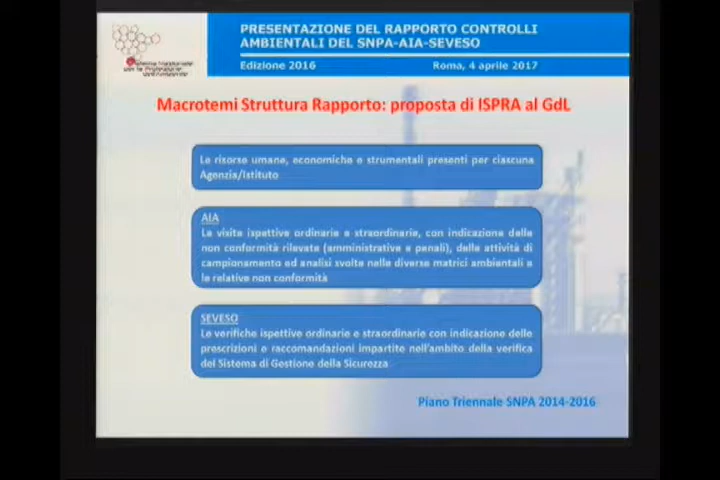 PRESENTAZIONE DEL RAPPORTO CONTROLLI
AMBIENTALI DEL SNPA-AIA-SEVESO
Edizione 2016 Roma, 4 aprile 2017
Macrotemi Struttura Rapporto: proposta di ISPRA al GdL
Le risorse umane, economiche e strumentali presenti per ciascuna
Agenzia/Istituto
AIA
Le visite ispettive ordinarie e straordinarie, con indicazione delle
non conformità rilevate (amministrative e penali), delle attività di
campionamento ed analisi svolte nelle diverse matrici ambientali e
le relative non conformità
SEVESO
Le verifiche ispettive ordinarie e straordinarie con indicazione delle
prescrizioni e raccomandazioni impartite nell'ambito della verifica
del Sistema di Gestione della Sicurezza
Piano Triennale SNPA 2014-2016